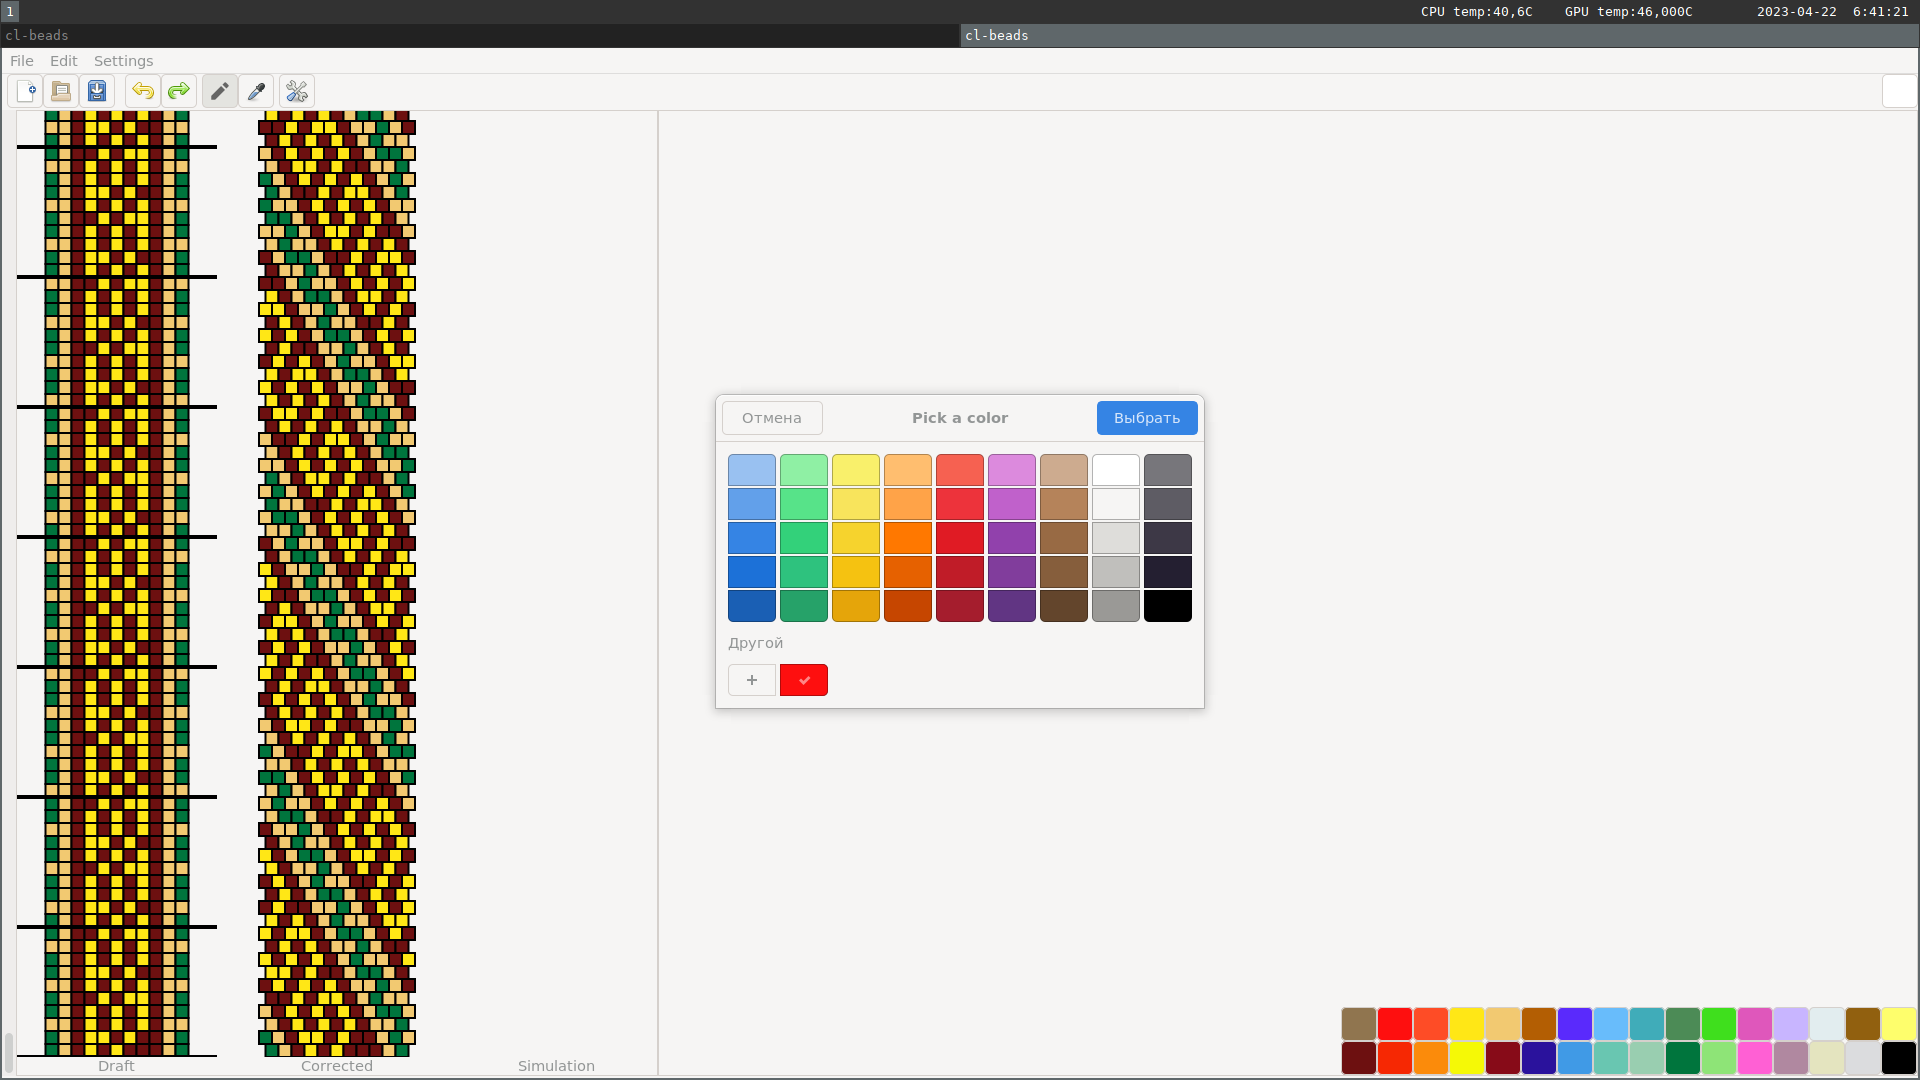 1 CPU temp:40,6C GPU temp:46,000C 2023-04-22 6:41:21
cl-beads cl-beads
File Edit Settings
Отмена Pick a color Выбрать
Другой
+
Draft Corrected Simulation